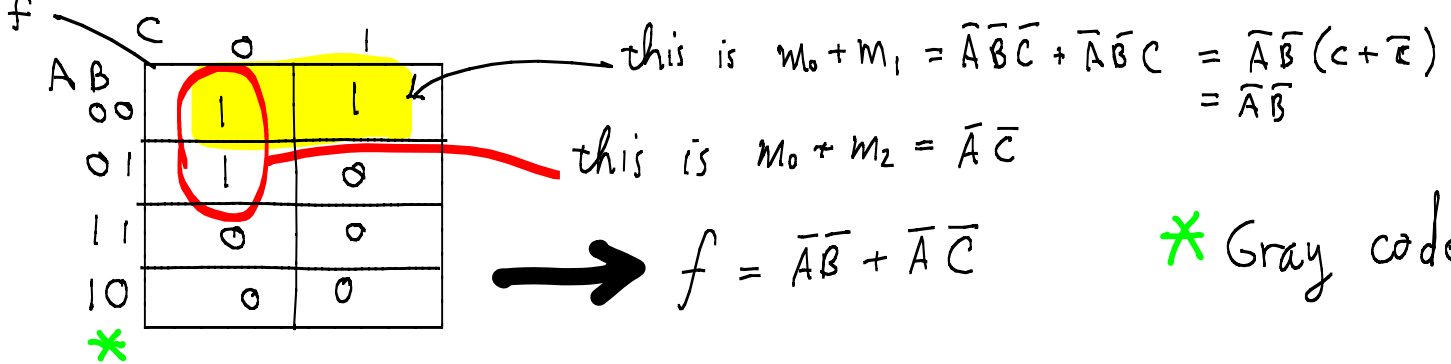 f
C 0 1
A B
00 1 1
01 1 0
11 0 0
10 0 0
*
this is m₀ + m₁ = A̅ B̅ C̅ + A̅ B̅ C = A̅ B̅ (C + C̅)
= A̅ B̅
this is m₀ + m₂ = A̅ C̅
f = A̅ B̅ + A̅ C̅
* Gray code